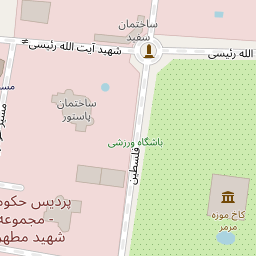 ساختمان
سفید
شهید آیت الله رئیسی
الله رئیسی
ساختمان
پاستور
باشگاه ورزشی
فلسطین
کاخ موزه
مرمر
پردیس حکو
- مجموعه
شهید مطه